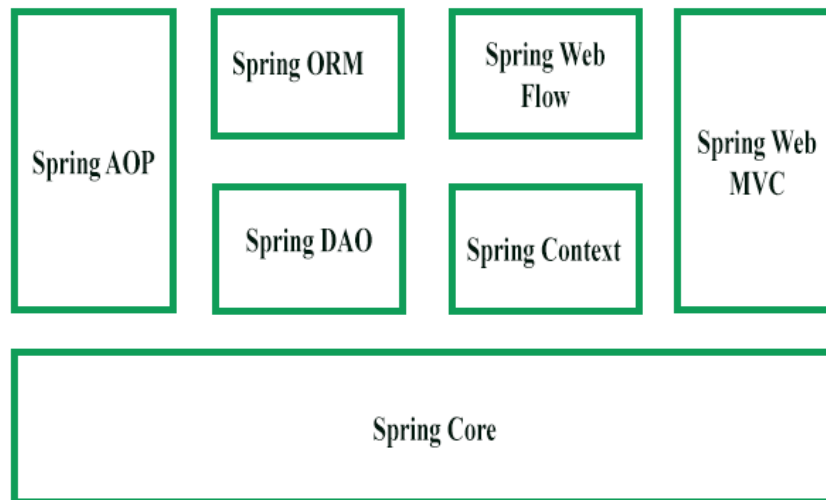 Spring AOP
Spring ORM
Spring Web
Flow
Spring Web
MVC
Spring DAO
Spring Context
Spring Core